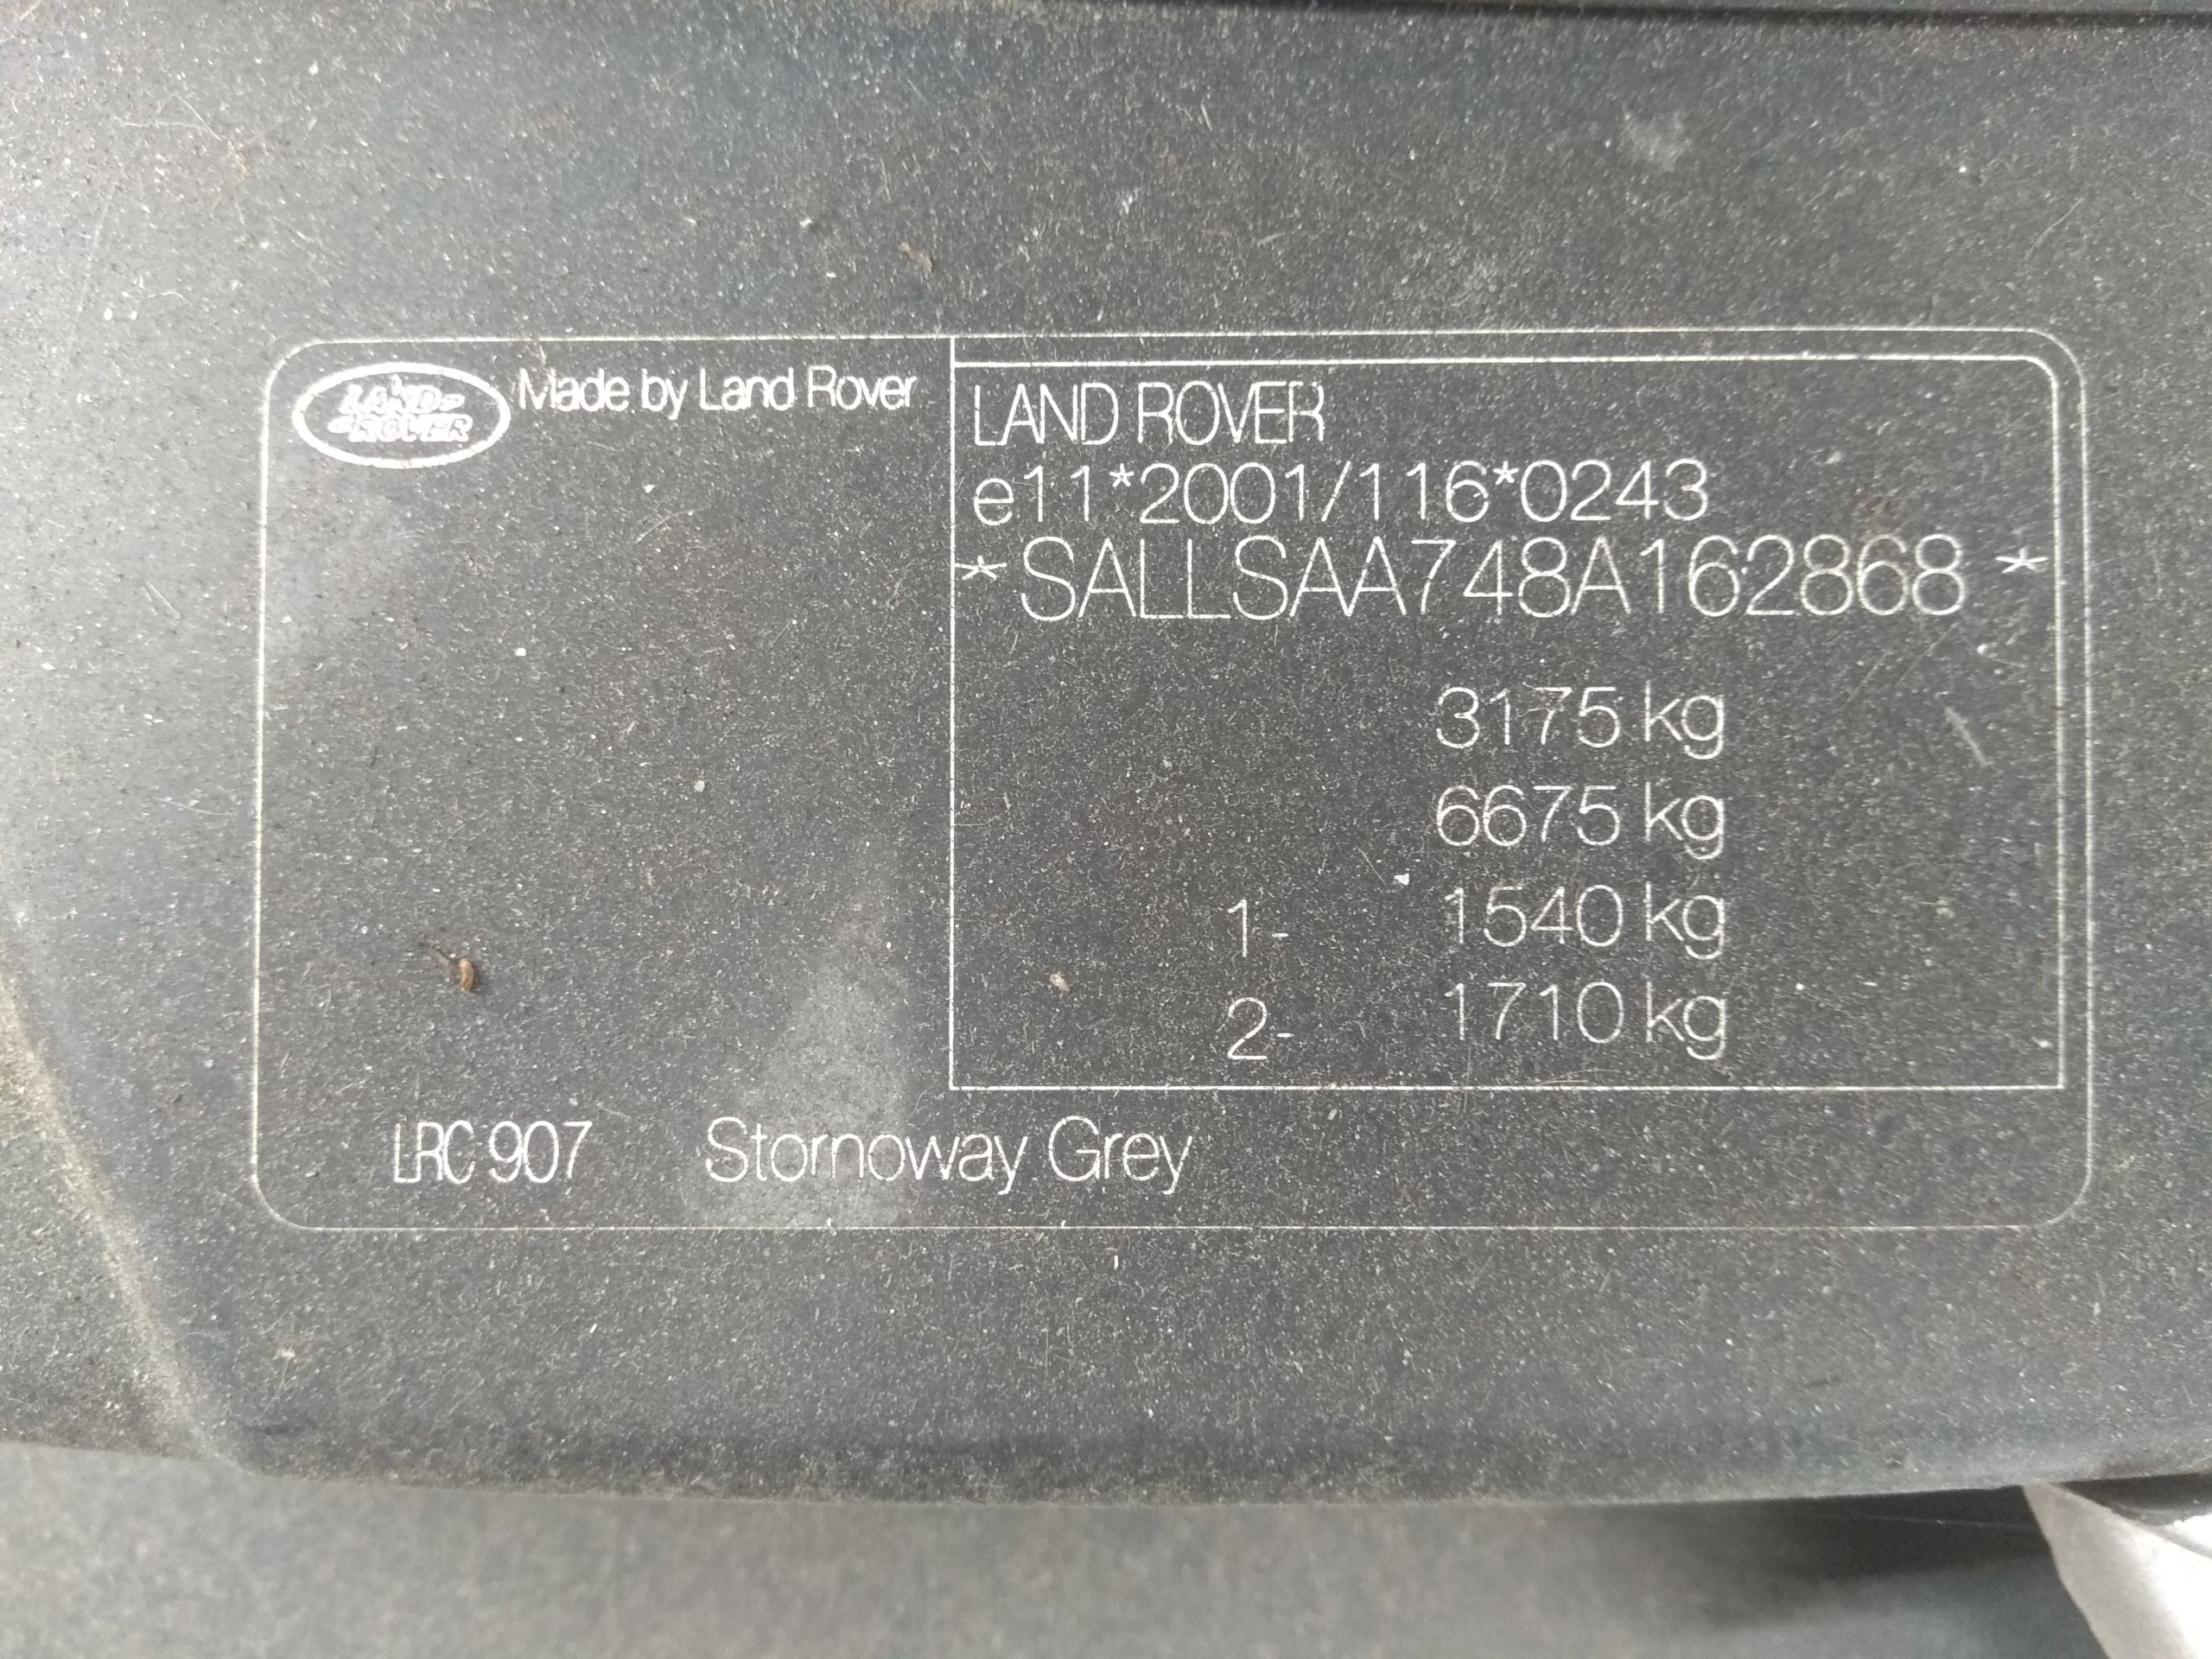 LAND-
-ROVER
Made by Land Rover
LAND ROVER
e11*2001/116*0243
*SALLSAA748A162868*
3175 kg
6675 kg
1- 1540 kg
2- 1710 kg
LRC 907 Stornoway Grey